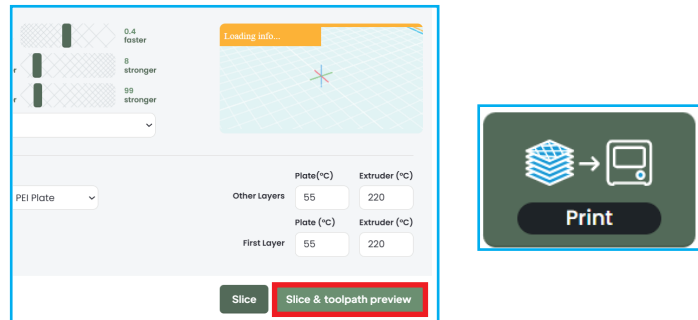 0.4
faster
Loading info...
8
stronger
r
99
stronger
r
Plate(°C) Extruder (°C)
PEI Plate Other Layers 55 220
Plate (°C) Extruder (°C)
First Layer 55 220
Slice Slice & toolpath preview
Print